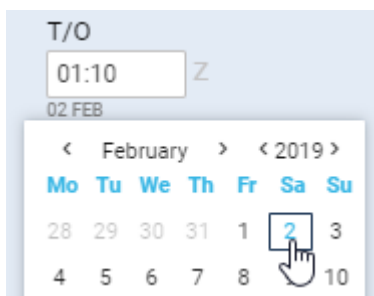 T/O
01:10 Z
02 FEB
‹ February › ‹ 2019 ›
Mo Tu We Th Fr Sa Su
28 29 30 31 1 2 3
4 5 6 7 8 10